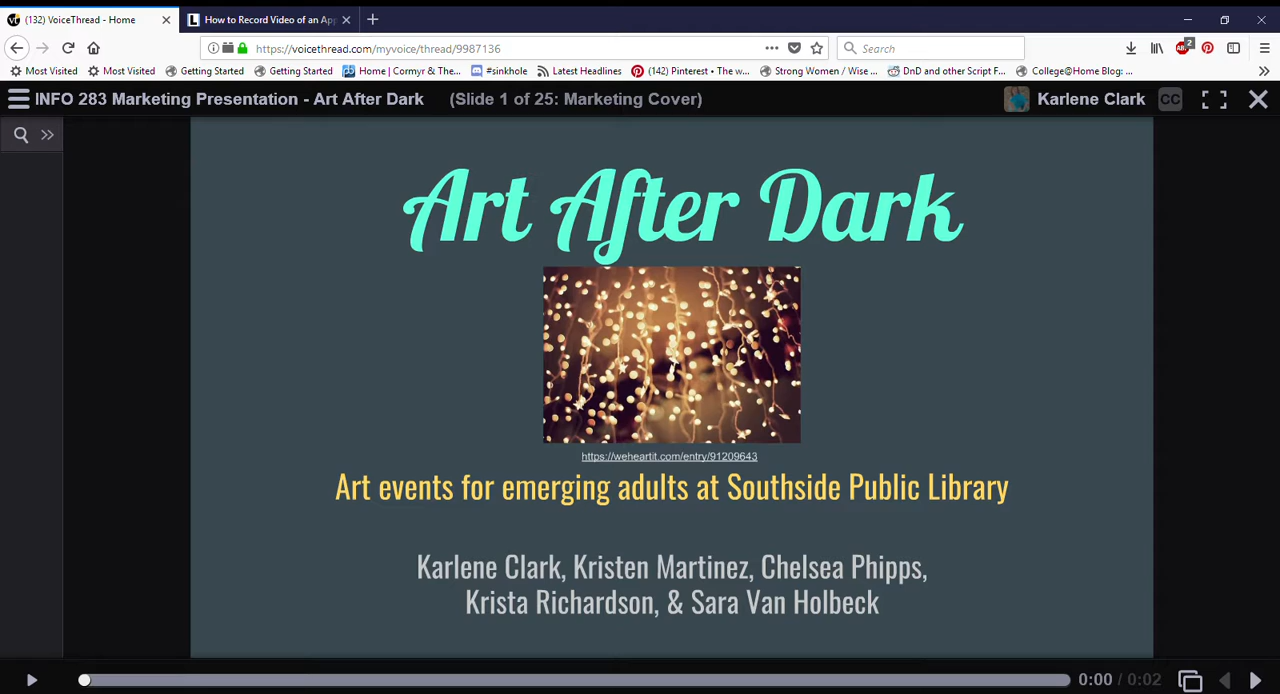 (132) VoiceThread - Home
How to Record Video of an App
https://voicethread.com/myvoice/thread/9987136
Search
2
Most Visited
Most Visited
Getting Started
Getting Started
Home | Cormyr & The...
#sinkhole
Latest Headlines
(142) Pinterest • The w...
Strong Women / Wise ...
DnD and other Script F...
College@Home Blog: ...
INFO 283 Marketing Presentation - Art After Dark (Slide 1 of 25: Marketing Cover)
Karlene Clark
CC
Art After Dark
https://weheartit.com/entry/91209643
Art events for emerging adults at Southside Public Library
Karlene Clark, Kristen Martinez, Chelsea Phipps,
Krista Richardson, & Sara Van Holbeck
0:00 / 0:02